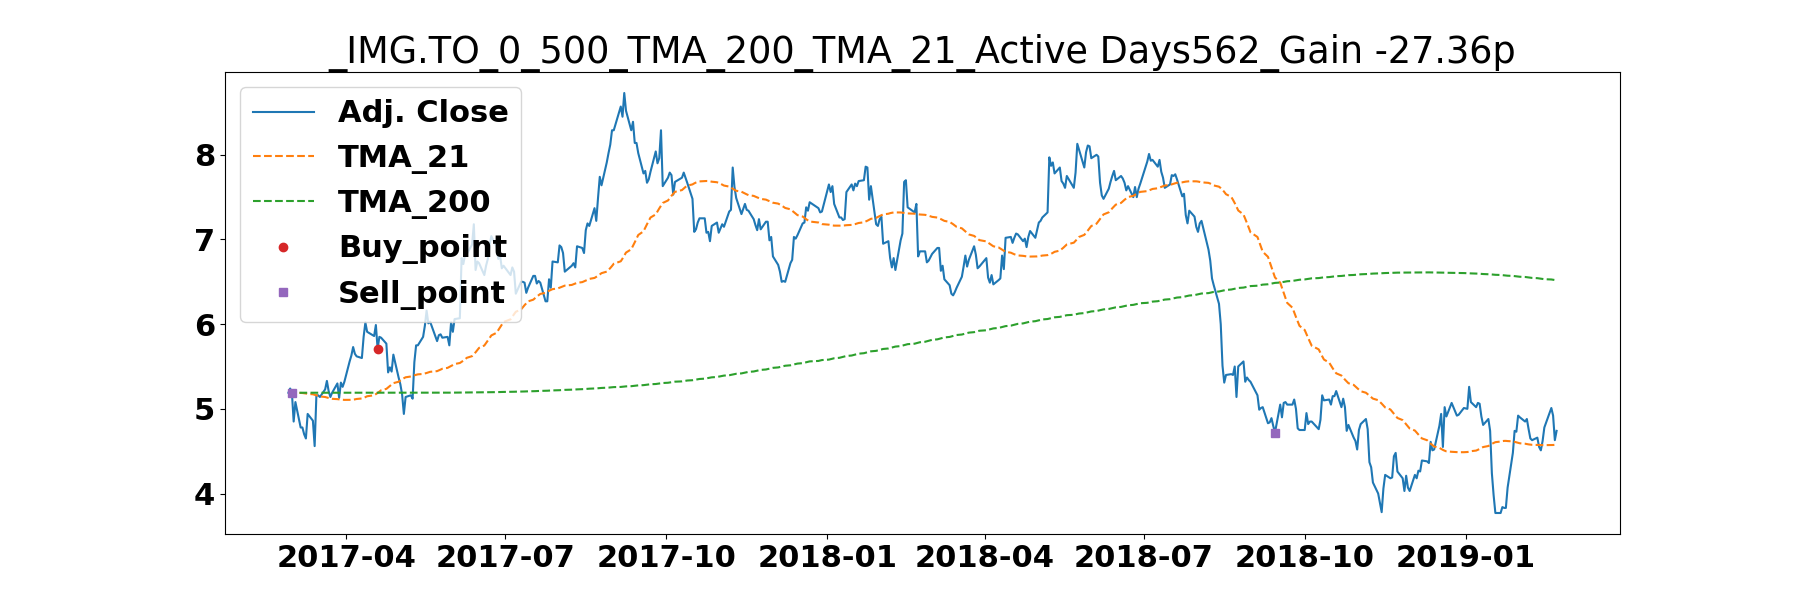 _IMG.TO_0_500_TMA_200_TMA_21_Active Days562_Gain -27.36p
Adj. Close
TMA_21
TMA_200
Buy_point
Sell_point
8
7
6
5
4
2017-04 2017-07 2017-10 2018-01 2018-04 2018-07 2018-10 2019-01